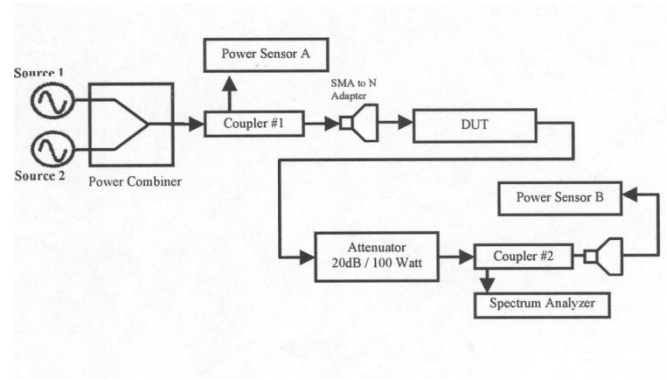 Power Sensor A
Source 1
SMA to N
Adapter
Coupler #1
DUT
Source 2
Power Combiner
Power Sensor B
Attenuator
20dB / 100 Watt
Coupler #2
Spectrum Analyzer